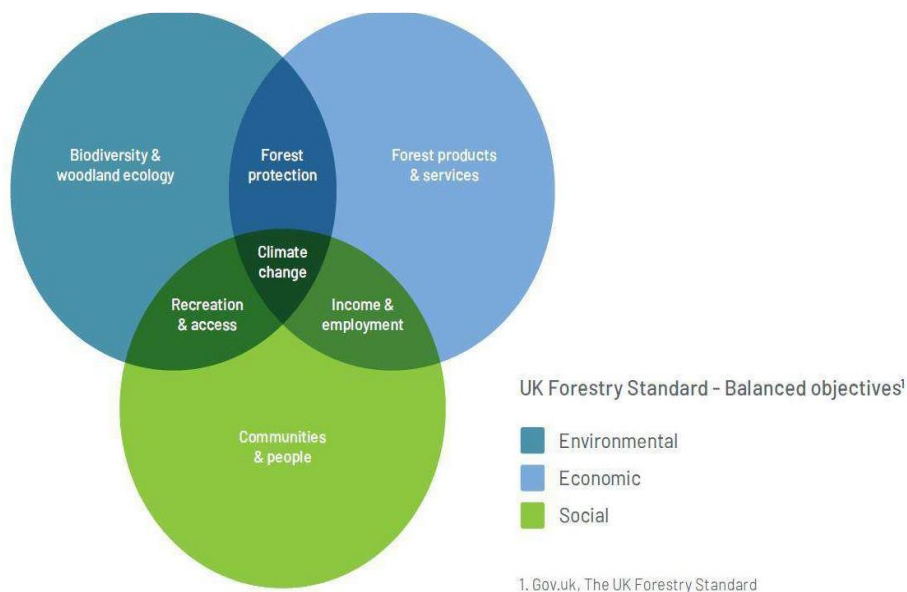 Biodiversity &
woodland ecology
Forest
protection
Forest products
& services
Climate
change
Recreation
& access
Income &
employment
Communities
& people
UK Forestry Standard - Balanced objectives¹
Environmental
Economic
Social
1. Gov.uk, The UK Forestry Standard